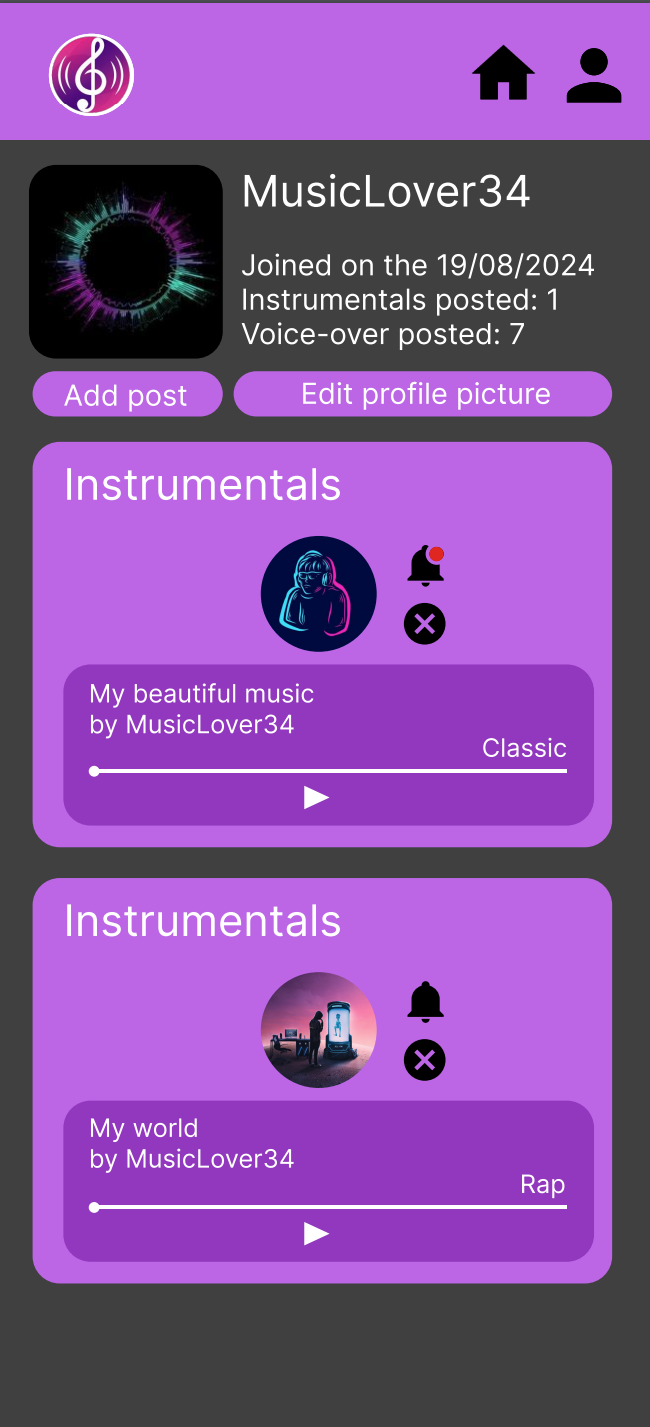 MusicLover34
Joined on the 19/08/2024
Instrumentals posted: 1
Voice-over posted: 7
Add post
Edit profile picture
Instrumentals
My beautiful music
by MusicLover34
Classic
Instrumentals
My world
by MusicLover34
Rap